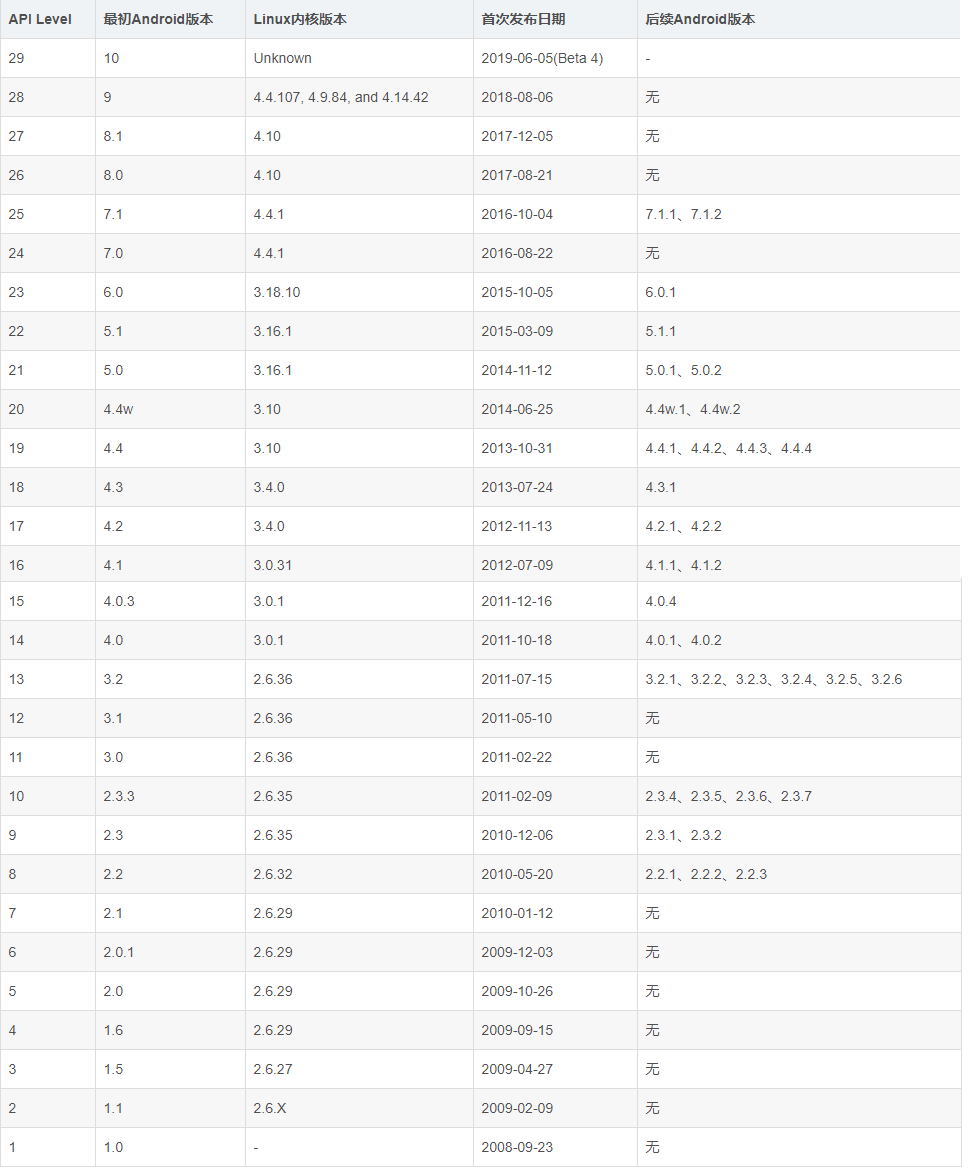 API Level 最初Android版本 Linux内核版本 首次发布日期 后续Android版本
29 10 Unknown 2019-06-05(Beta 4) -
28 9 4.4.107, 4.9.84, and 4.14.42 2018-08-06 无
27 8.1 4.10 2017-12-05 无
26 8.0 4.10 2017-08-21 无
25 7.1 4.4.1 2016-10-04 7.1.1、7.1.2
24 7.0 4.4.1 2016-08-22 无
23 6.0 3.18.10 2015-10-05 6.0.1
22 5.1 3.16.1 2015-03-09 5.1.1
21 5.0 3.16.1 2014-11-12 5.0.1、5.0.2
20 4.4w 3.10 2014-06-25 4.4w.1、4.4w.2
19 4.4 3.10 2013-10-31 4.4.1、4.4.2、4.4.3、4.4.4
18 4.3 3.4.0 2013-07-24 4.3.1
17 4.2 3.4.0 2012-11-13 4.2.1、4.2.2
16 4.1 3.0.31 2012-07-09 4.1.1、4.1.2
15 4.0.3 3.0.1 2011-12-16 4.0.4
14 4.0 3.0.1 2011-10-18 4.0.1、4.0.2
13 3.2 2.6.36 2011-07-15 3.2.1、3.2.2、3.2.3、3.2.4、3.2.5、3.2.6
12 3.1 2.6.36 2011-05-10 无
11 3.0 2.6.36 2011-02-22 无
10 2.3.3 2.6.35 2011-02-09 2.3.4、2.3.5、2.3.6、2.3.7
9 2.3 2.6.35 2010-12-06 2.3.1、2.3.2
8 2.2 2.6.32 2010-05-20 2.2.1、2.2.2、2.2.3
7 2.1 2.6.29 2010-01-12 无
6 2.0.1 2.6.29 2009-12-03 无
5 2.0 2.6.29 2009-10-26 无
4 1.6 2.6.29 2009-09-15 无
3 1.5 2.6.27 2009-04-27 无
2 1.1 2.6.X 2009-02-09 无
1 1.0 - 2008-09-23 无